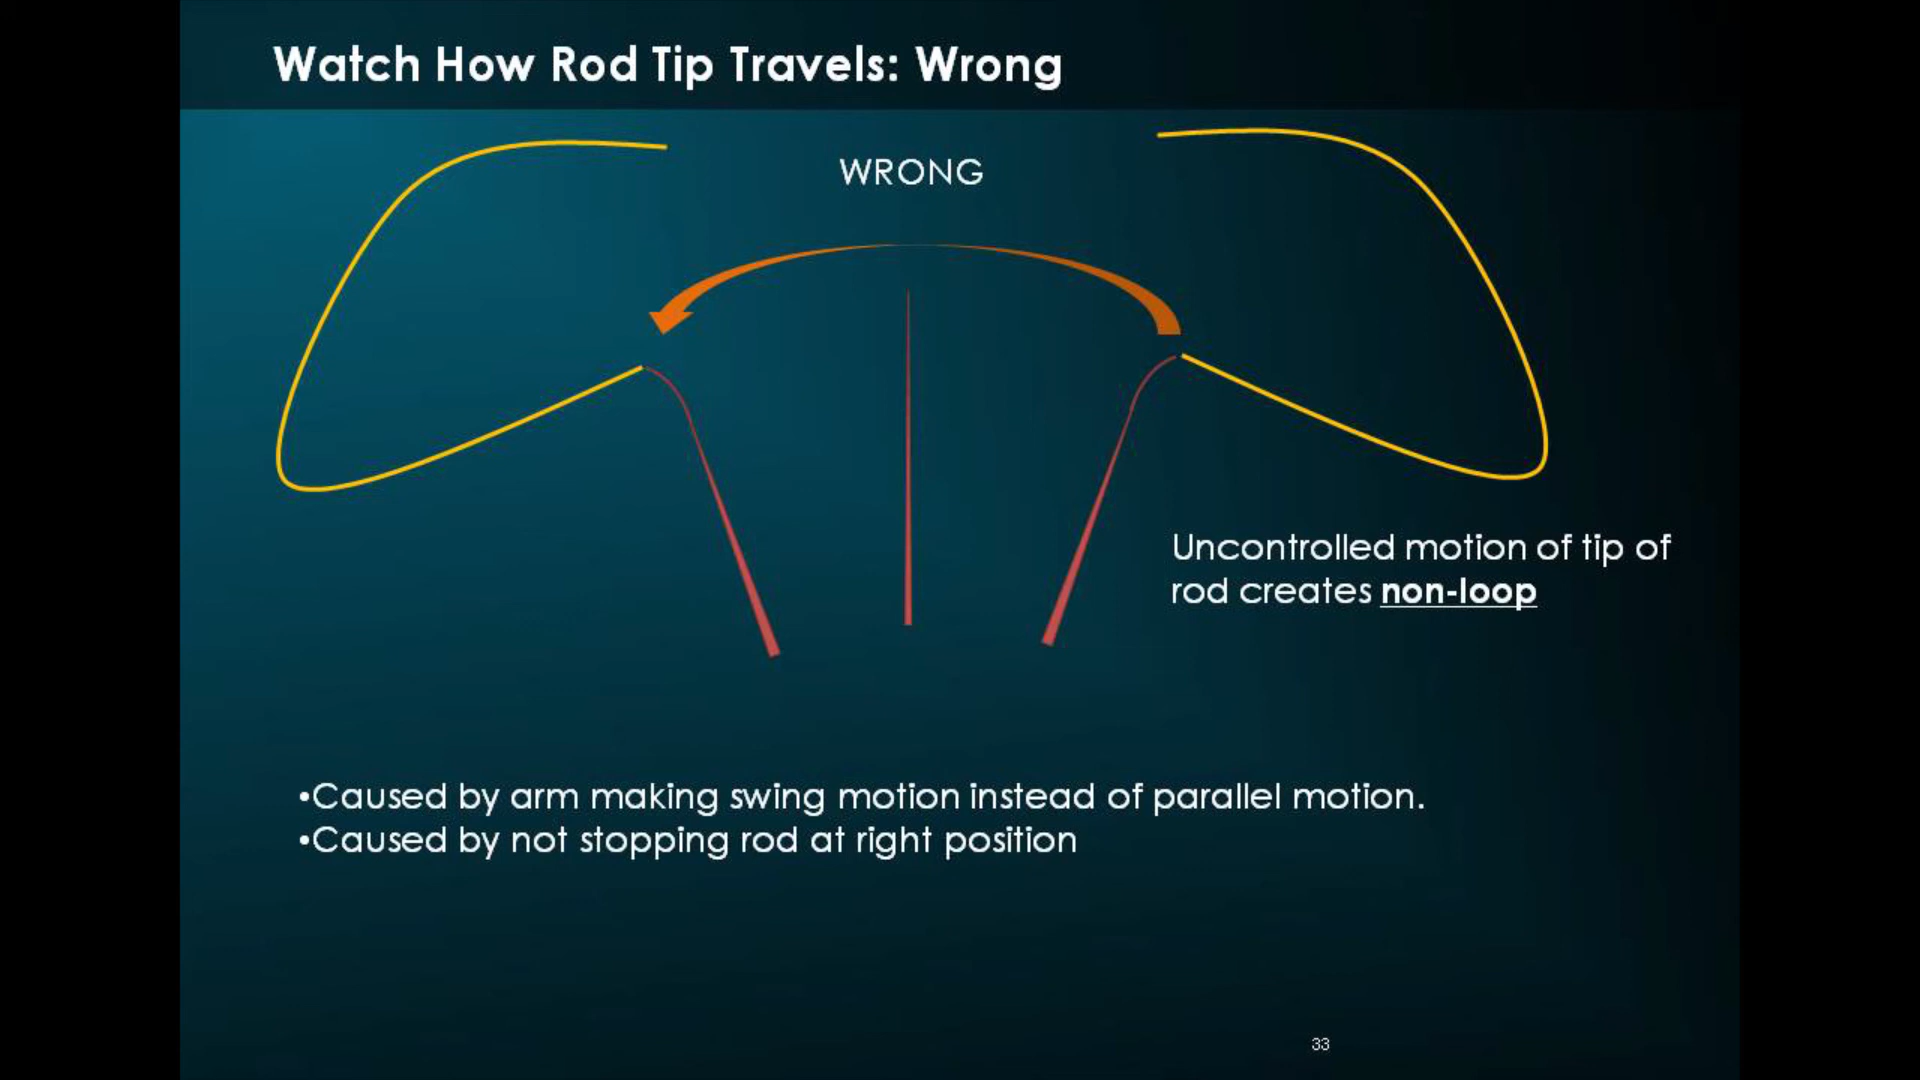 Watch How Rod Tip Travels: Wrong
WRONG
Uncontrolled motion of tip of
rod creates non-loop
•Caused by arm making swing motion instead of parallel motion.
•Caused by not stopping rod at right position
33